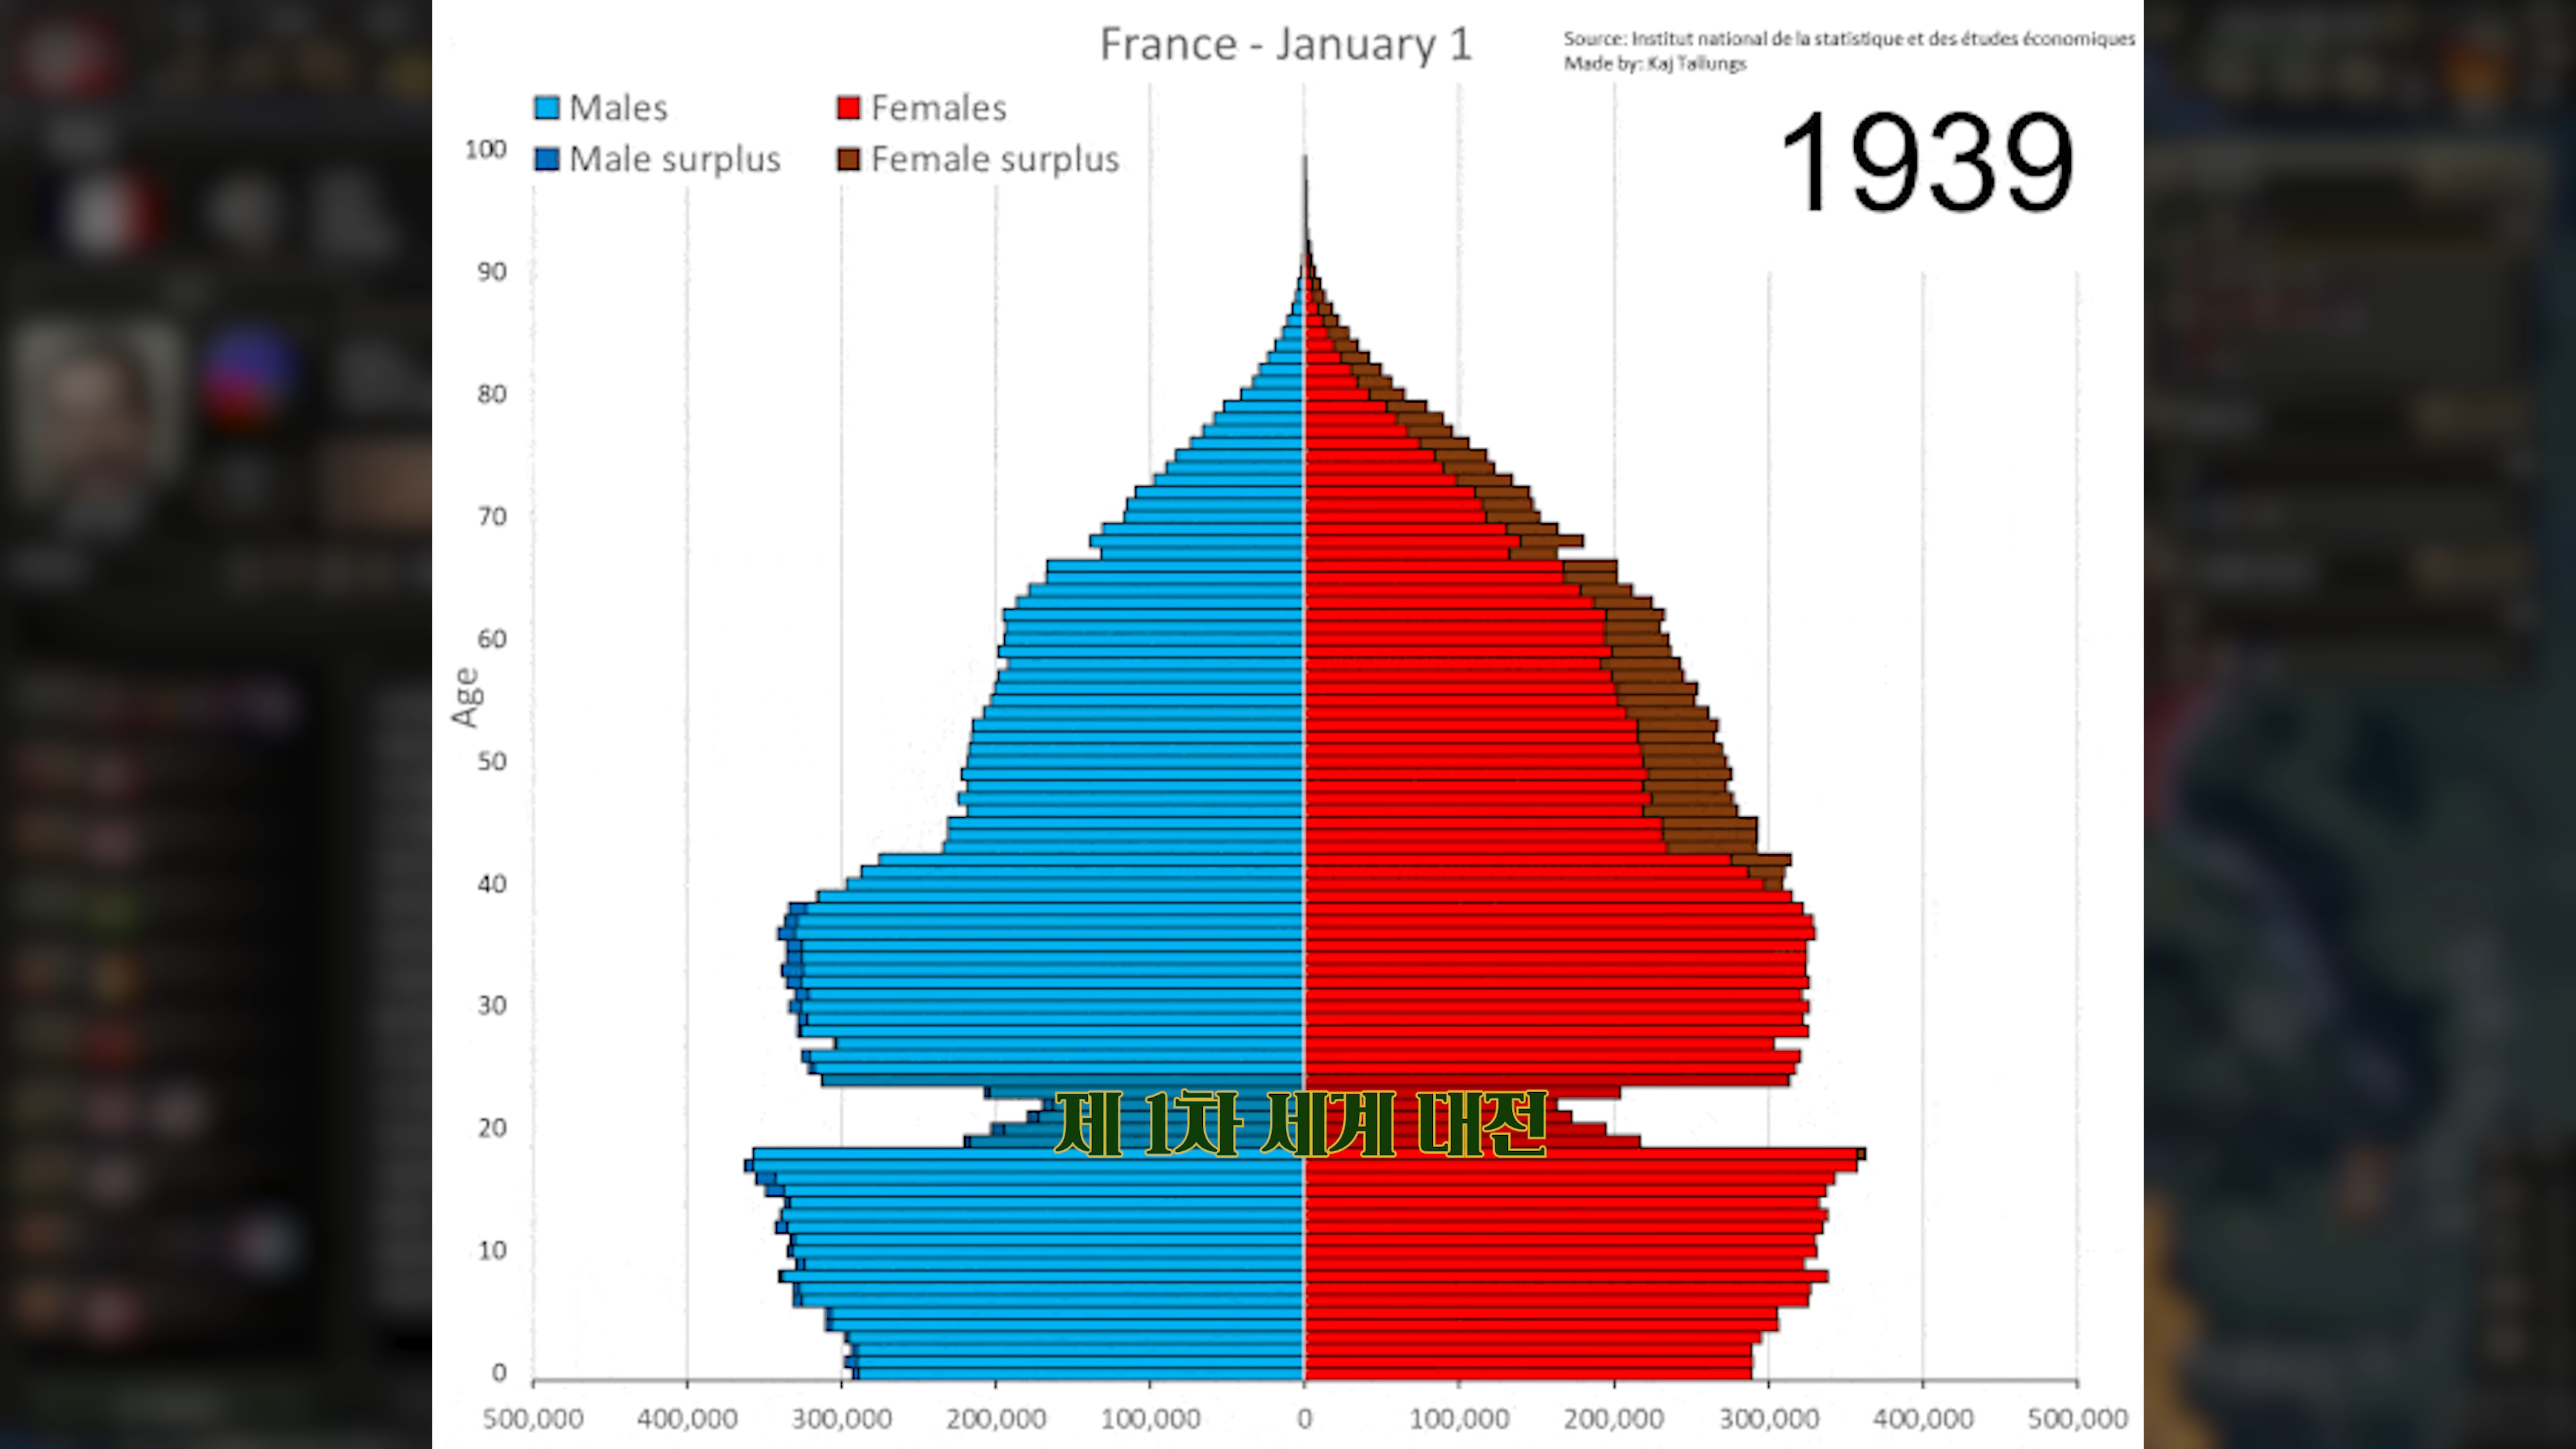 France - January 1
Source: Institut national de la statistique et des études économiques
Made by: Kaj Tallungs
Males
Females
Male surplus
Female surplus
1939
100
90
80
70
60
50
40
30
20
10
0
Age
제 1차 세계 대전
500,000
400,000
300,000
200,000
100,000
0
100,000
200,000
300,000
400,000
500,000